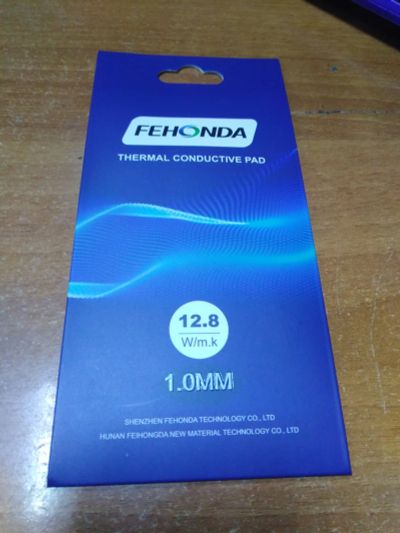 FEHONDA
THERMAL CONDUCTIVE PAD
12.8
W/m.k
1.0MM
SHENZHEN FEHONDA TECHNOLOGY CO., LTD
HUNAN FEIHONGDA NEW MATERIAL TECHNOLOGY CO., LTD